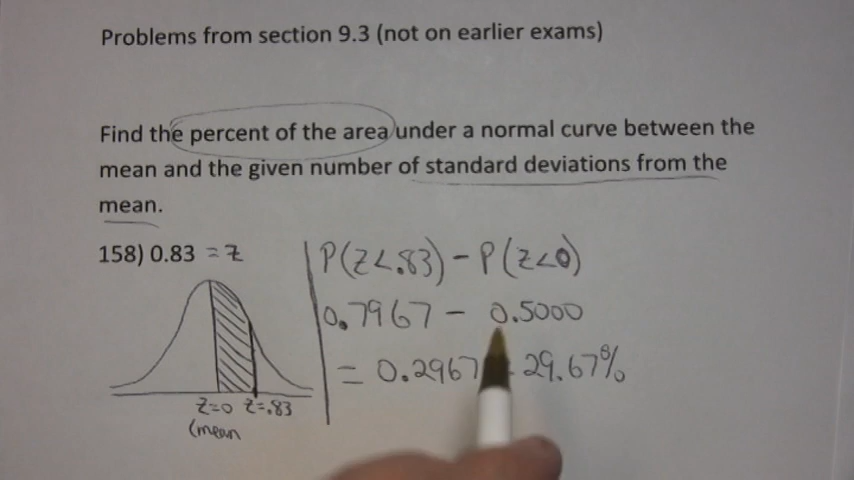 Problems from section 9.3 (not on earlier exams)
Find the percent of the area under a normal curve between the
mean and the given number of standard deviations from the
mean.
158) 0.83 = Z
P(Z<.83) - P(Z<0)
0.7967 - 0.5000
= 0.2967 29.67%
Z=0 Z=.83
(mean